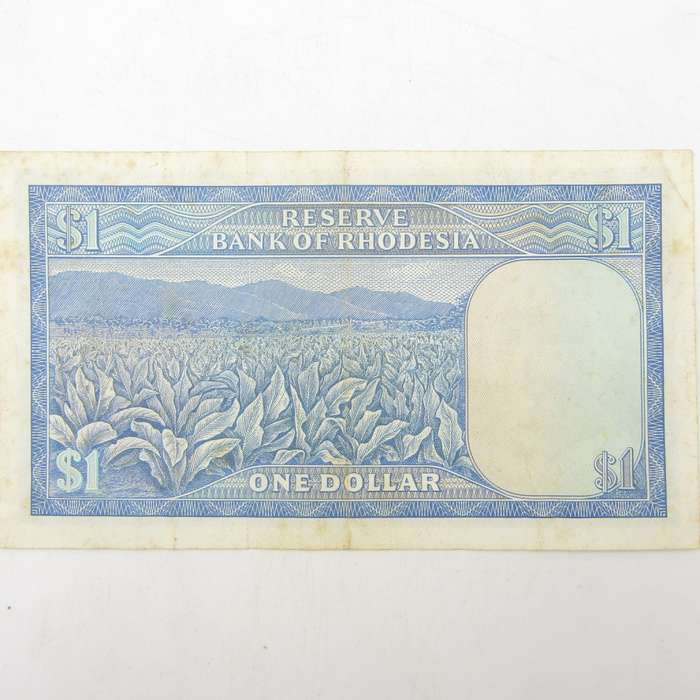 $1 RESERVE $1
BANK OF RHODESIA
$1 ONE DOLLAR $1